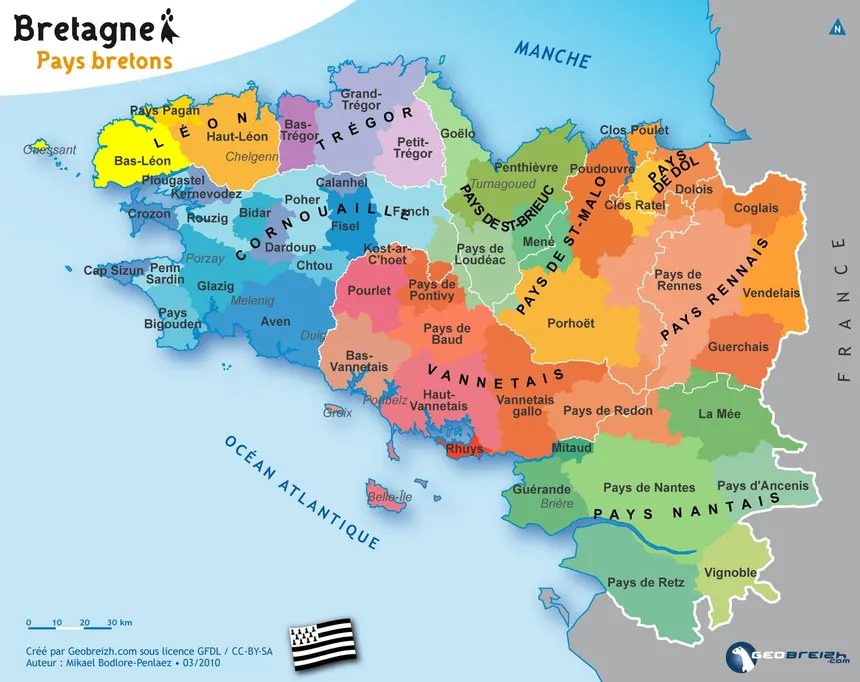 Bretagne
Pays bretons
N
MANCHE
OCÉAN ATLANTIQUE
FRANCE
LÉON
Pays Pagan
Haut-Léon
Bas-Léon
Chelgenn
Ouessant
TRÉGOR
Bas-
Trégor
Grand-
Trégor
Petit-
Trégor
PAYS DE ST-BRIEUC
Goëlo
Penthièvre
Turnagoued
Mené
Pays de
Loudéac
PAYS DE ST-MALO
Clos Poulet
Poudouvre
Clos Ratel
Porhoët
PAYS
DE DOL
Dolois
PAYS RENNAIS
Coglais
Pays de
Rennes
Vendelais
Guerchais
CORNOUAILLE
Plougastel
Kernevodez
Crozon
Rouzig
Bidar
Poher
Calanhel
Fañch
Fisel
Dardoup
Kost-ar-
C'hoet
Chtou
Porzay
Cap Sizun
Penn
Sardin
Glazig
Melenig
Pays
Bigouden
Aven
Duig
VANNETAIS
Pourlet
Pays de
Pontivy
Pays de
Baud
Bas-
Vannetais
Pourbelz
Groix
Haut-
Vannetais
Vannetais
gallo
Pays de Redon
Rhuys
Belle-Île
PAYS NANTAIS
La Mée
Mitaud
Guérande
Brière
Pays de Nantes
Pays d'Ancenis
Pays de Retz
Vignoble
0 10 20 30 km
Créé par Geobreizh.com sous licence GFDL / CC-BY-SA
Auteur : Mikael Bodlore-Penlaez • 03/2010
GEOBREIZH
.com